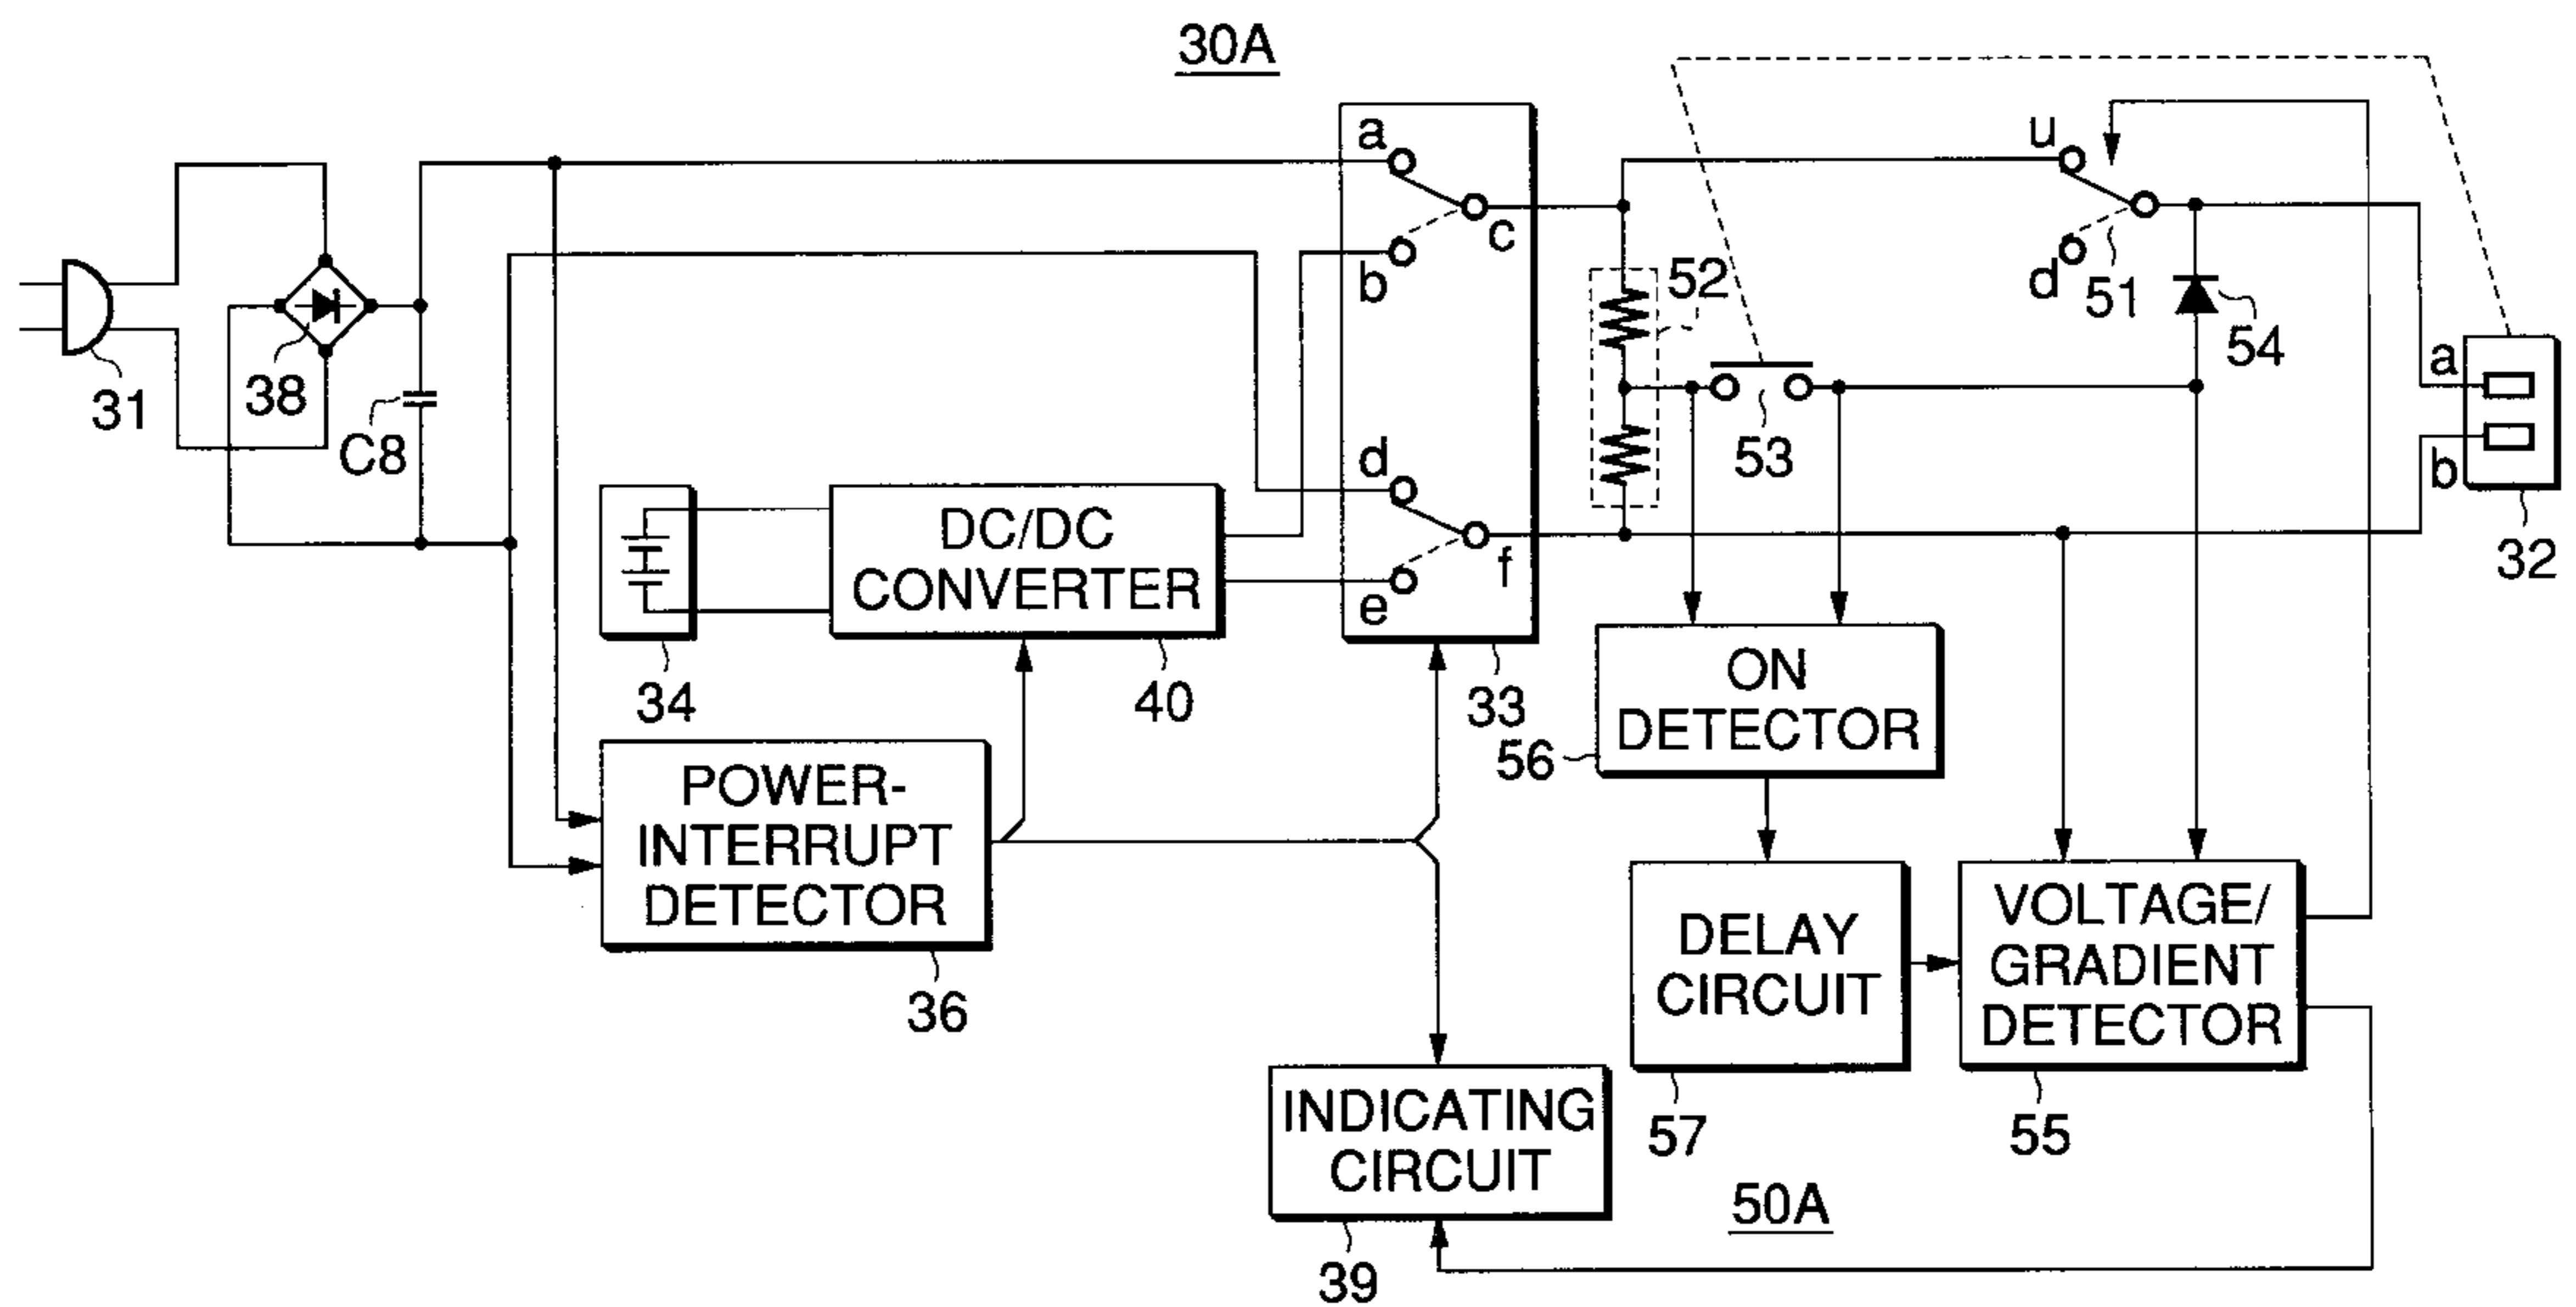 30A
a
u
c
b
d
51
52
54
31
38
C8
53
a
b
32
d
DC/DC
CONVERTER
f
e
34
40
33
ON
DETECTOR
56
POWER-
INTERRUPT
DETECTOR
36
DELAY
CIRCUIT
57
VOLTAGE/
GRADIENT
DETECTOR
55
INDICATING
CIRCUIT
39
50A